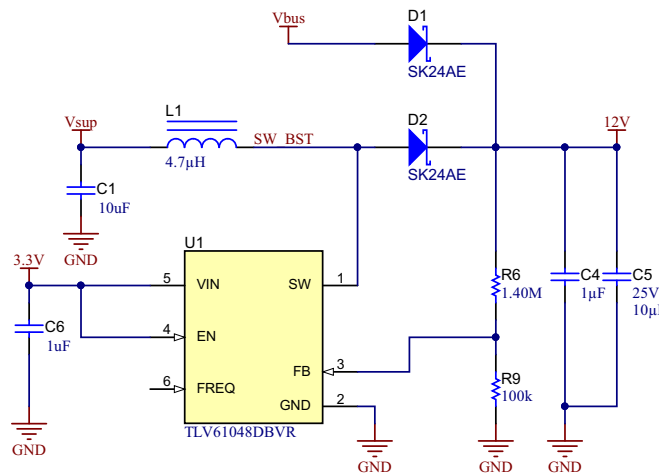 D1
Vbus
SK24AE
L1
Vsup
SW_BST
D2
12V
4.7µH
SK24AE
C1
10uF
GND
U1
3.3V
5
VIN
SW
1
C6
1uF
4
EN
R6
1.40M
C4
1µF
C5
25V
FB
3
6
FREQ
R9
100k
GND
2
TLV61048DBVR
GND
GND
GND
GND